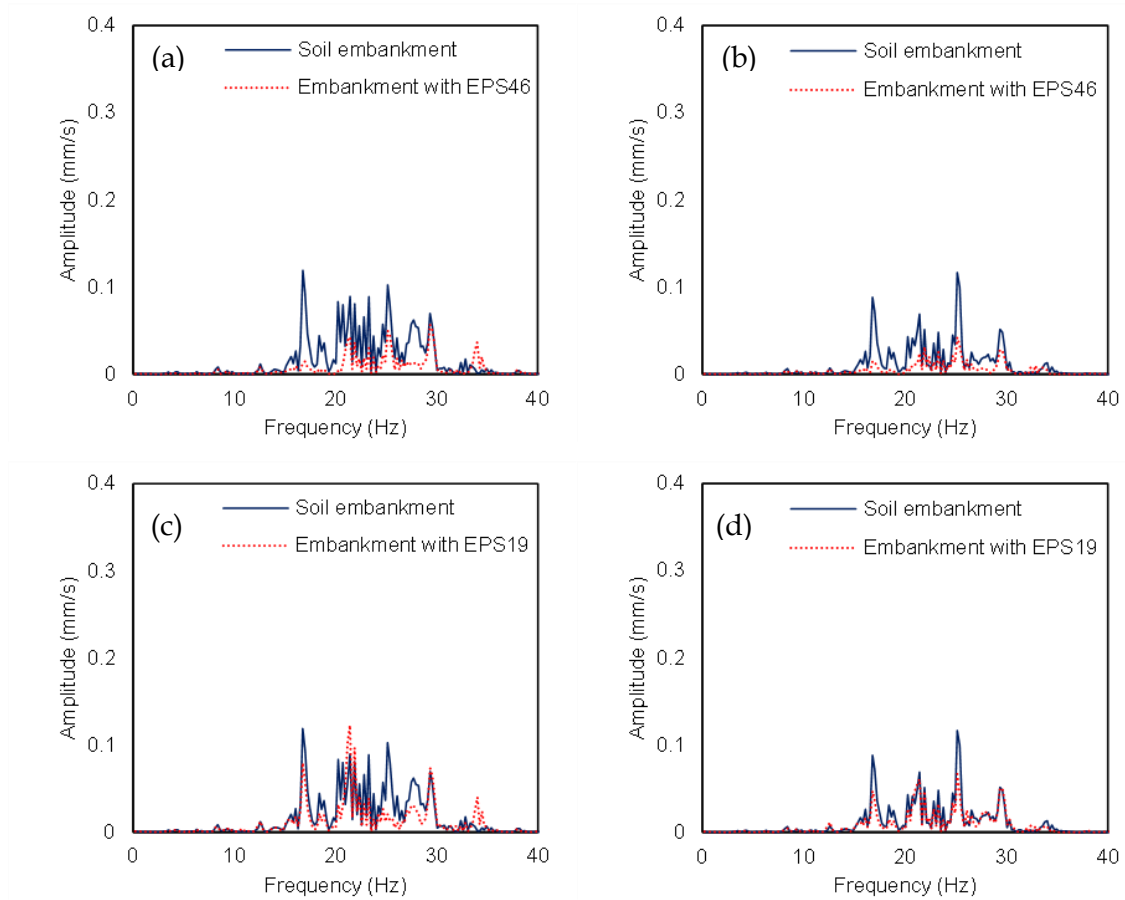 (a)
Soil embankment
Embankment with EPS46
Amplitude (mm/s)
0.4
0.3
0.2
0.1
0
0 10 20 30 40
Frequency (Hz)
(b)
Soil embankment
Embankment with EPS46
Amplitude (mm/s)
0.4
0.3
0.2
0.1
0
0 10 20 30 40
Frequency (Hz)
(c)
Soil embankment
Embankment with EPS19
Amplitude (mm/s)
0.4
0.3
0.2
0.1
0
0 10 20 30 40
Frequency (Hz)
(d)
Soil embankment
Embankment with EPS19
Amplitude (mm/s)
0.4
0.3
0.2
0.1
0
0 10 20 30 40
Frequency (Hz)